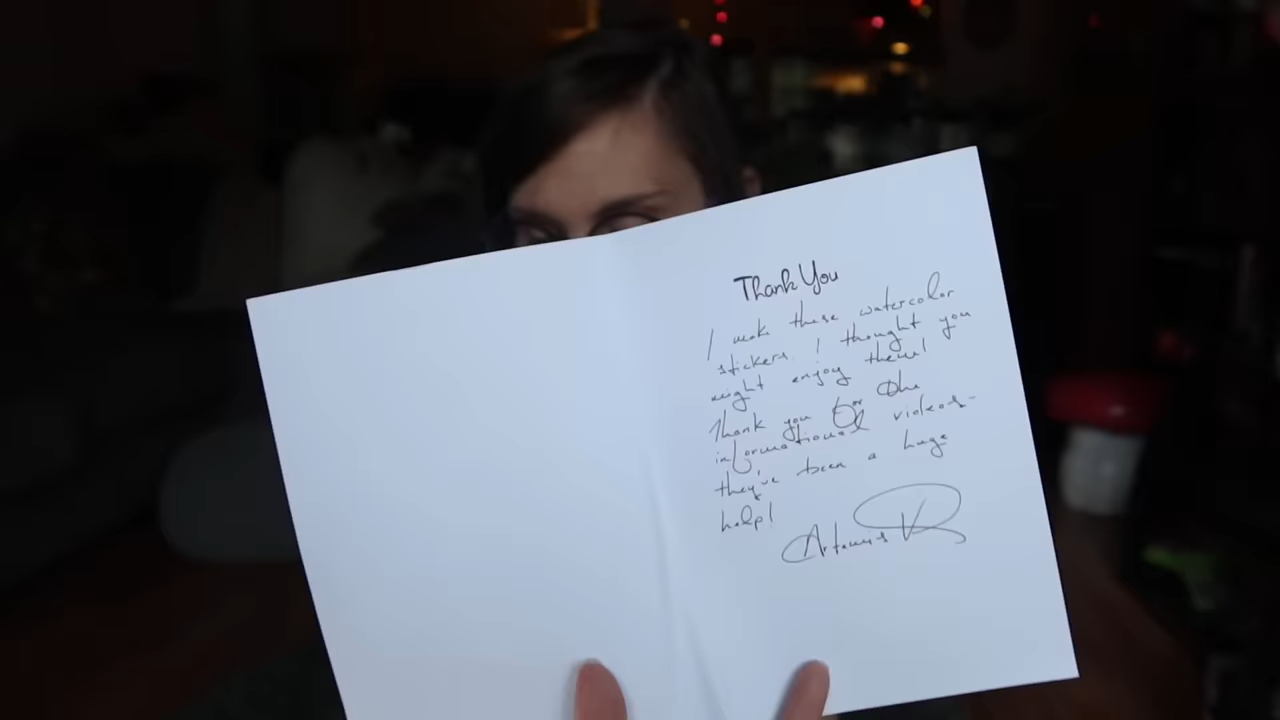 Thank You
I make these watercolor
stickers. I thought you
might enjoy them!
Thank you for the
informational videos-
they've been a huge
help!
Artemus R